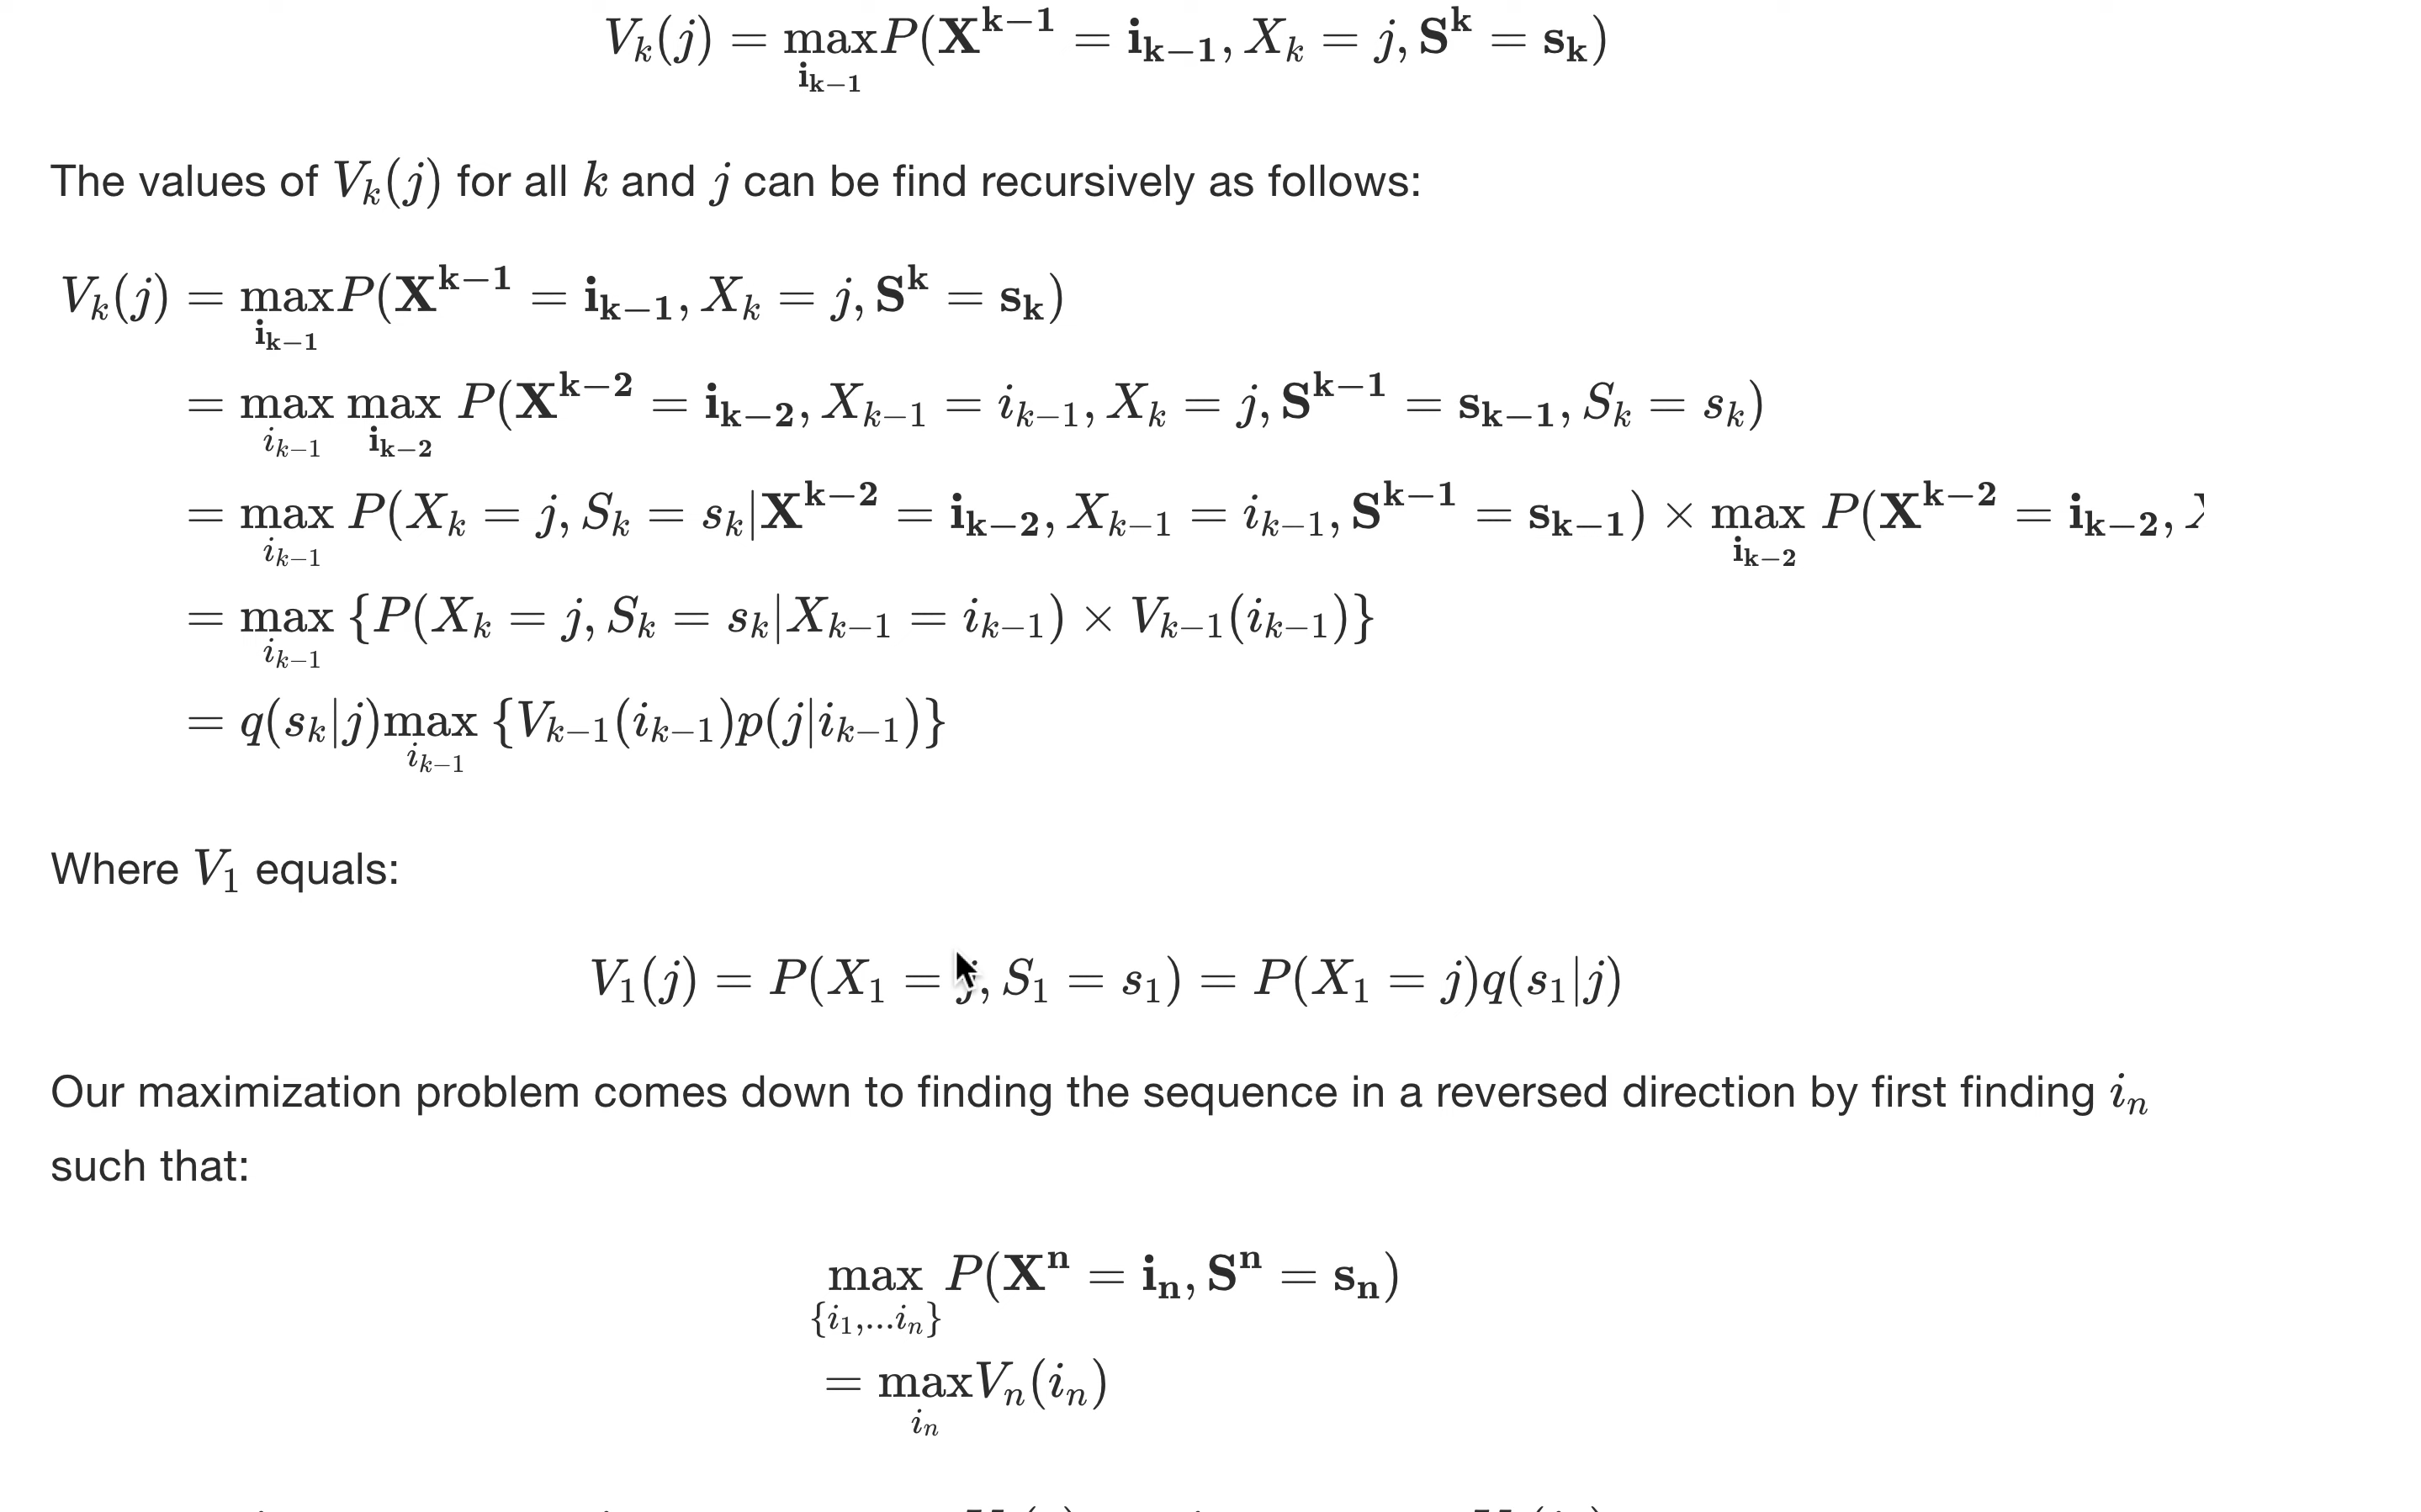 V_k(j) = max_{𝐢_{𝐤−𝟏}} P(𝐗^{𝐤−𝟏} = 𝐢_{𝐤−𝟏}, X_k = j, 𝐒^𝐤 = 𝐬_𝐤)
The values of V_k(j) for all k and j can be find recursively as follows:
V_k(j) = max_{𝐢_{𝐤−𝟏}} P(𝐗^{𝐤−𝟏} = 𝐢_{𝐤−𝟏}, X_k = j, 𝐒^𝐤 = 𝐬_𝐤)
= max_{i_{k−1}} max_{𝐢_{𝐤−𝟐}} P(𝐗^{𝐤−𝟐} = 𝐢_{𝐤−𝟐}, X_{k−1} = i_{k−1}, X_k = j, 𝐒^{𝐤−𝟏} = 𝐬_{𝐤−𝟏}, S_k = s_k)
= max_{i_{k−1}} P(X_k = j, S_k = s_k|𝐗^{𝐤−𝟐} = 𝐢_{𝐤−𝟐}, X_{k−1} = i_{k−1}, 𝐒^{𝐤−𝟏} = 𝐬_{𝐤−𝟏}) × max_{𝐢_{𝐤−𝟐}} P(𝐗^{𝐤−𝟐} = 𝐢_{𝐤−𝟐},
= max_{i_{k−1}} {P(X_k = j, S_k = s_k|X_{k−1} = i_{k−1}) × V_{k−1}(i_{k−1})}
= q(s_k|j) max_{i_{k−1}} {V_{k−1}(i_{k−1})p(j|i_{k−1})}
Where V_1 equals:
V_1(j) = P(X_1 = j, S_1 = s_1) = P(X_1 = j)q(s_1|j)
Our maximization problem comes down to finding the sequence in a reversed direction by first finding i_n
such that:
max_{{i_1,...i_n}} P(𝐗^𝐧 = 𝐢_𝐧, 𝐒^𝐧 = 𝐬_𝐧)
= max_{i_n} V_n(i_n)